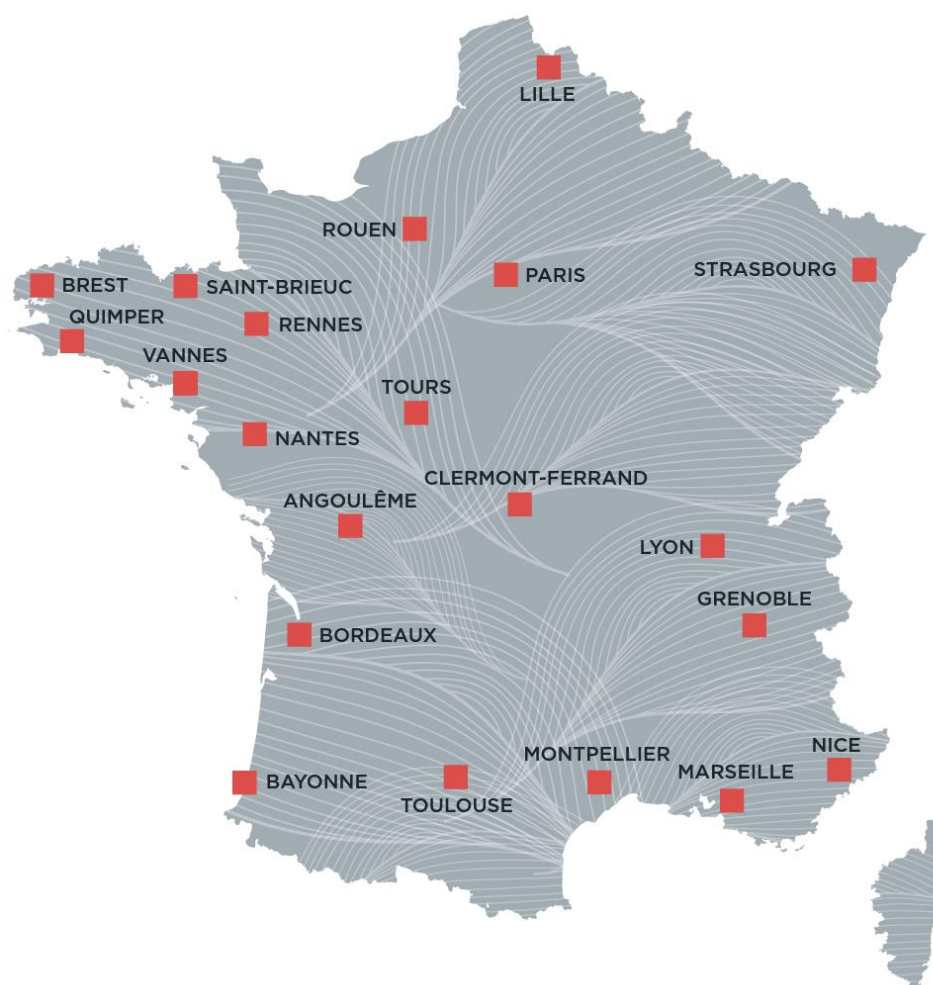 LILLE
ROUEN
PARIS
STRASBOURG
BREST
SAINT-BRIEUC
QUIMPER
RENNES
VANNES
TOURS
NANTES
CLERMONT-FERRAND
ANGOULÊME
LYON
GRENOBLE
BORDEAUX
NICE
MONTPELLIER
MARSEILLE
BAYONNE
TOULOUSE